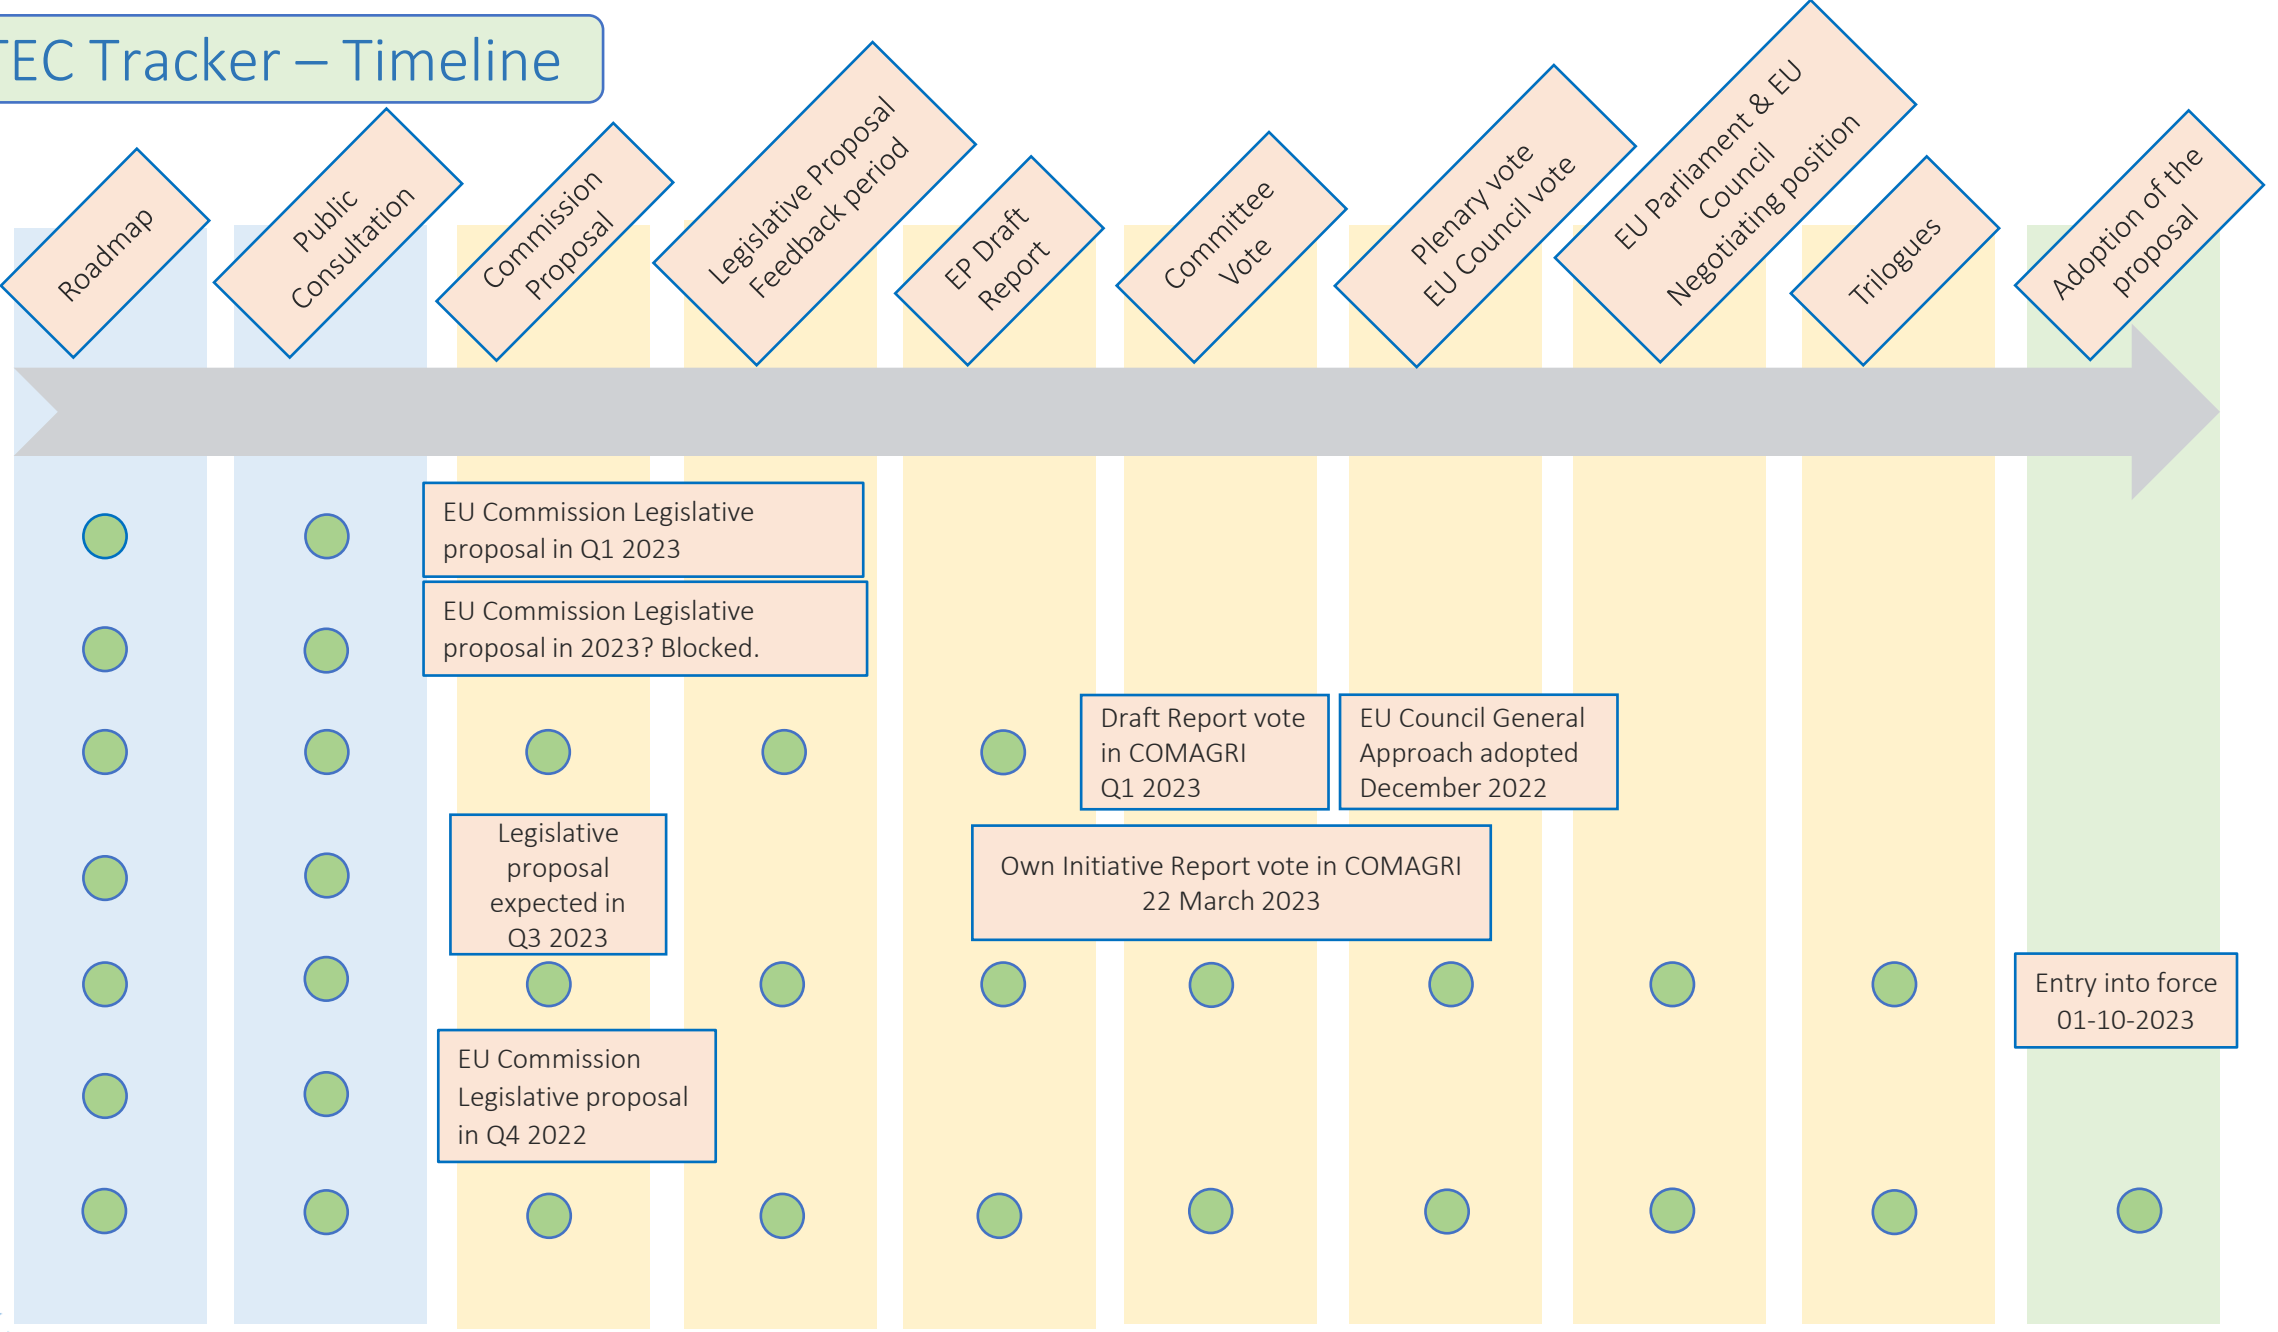 TEC Tracker – Timeline
Roadmap
Public
Consultation
Commission
Proposal
Legislative Proposal
Feedback period
EP Draft
Report
Committee
Vote
Plenary vote
EU Council vote
EU Parliament & EU
Council
Negotiating position
Trilogues
Adoption of the
proposal
EU Commission Legislative
proposal in Q1 2023
EU Commission Legislative
proposal in 2023? Blocked.
Draft Report vote
in COMAGRI
Q1 2023
EU Council General
Approach adopted
December 2022
Legislative
proposal
expected in
Q3 2023
Own Initiative Report vote in COMAGRI
22 March 2023
Entry into force
01-10-2023
EU Commission
Legislative proposal
in Q4 2022